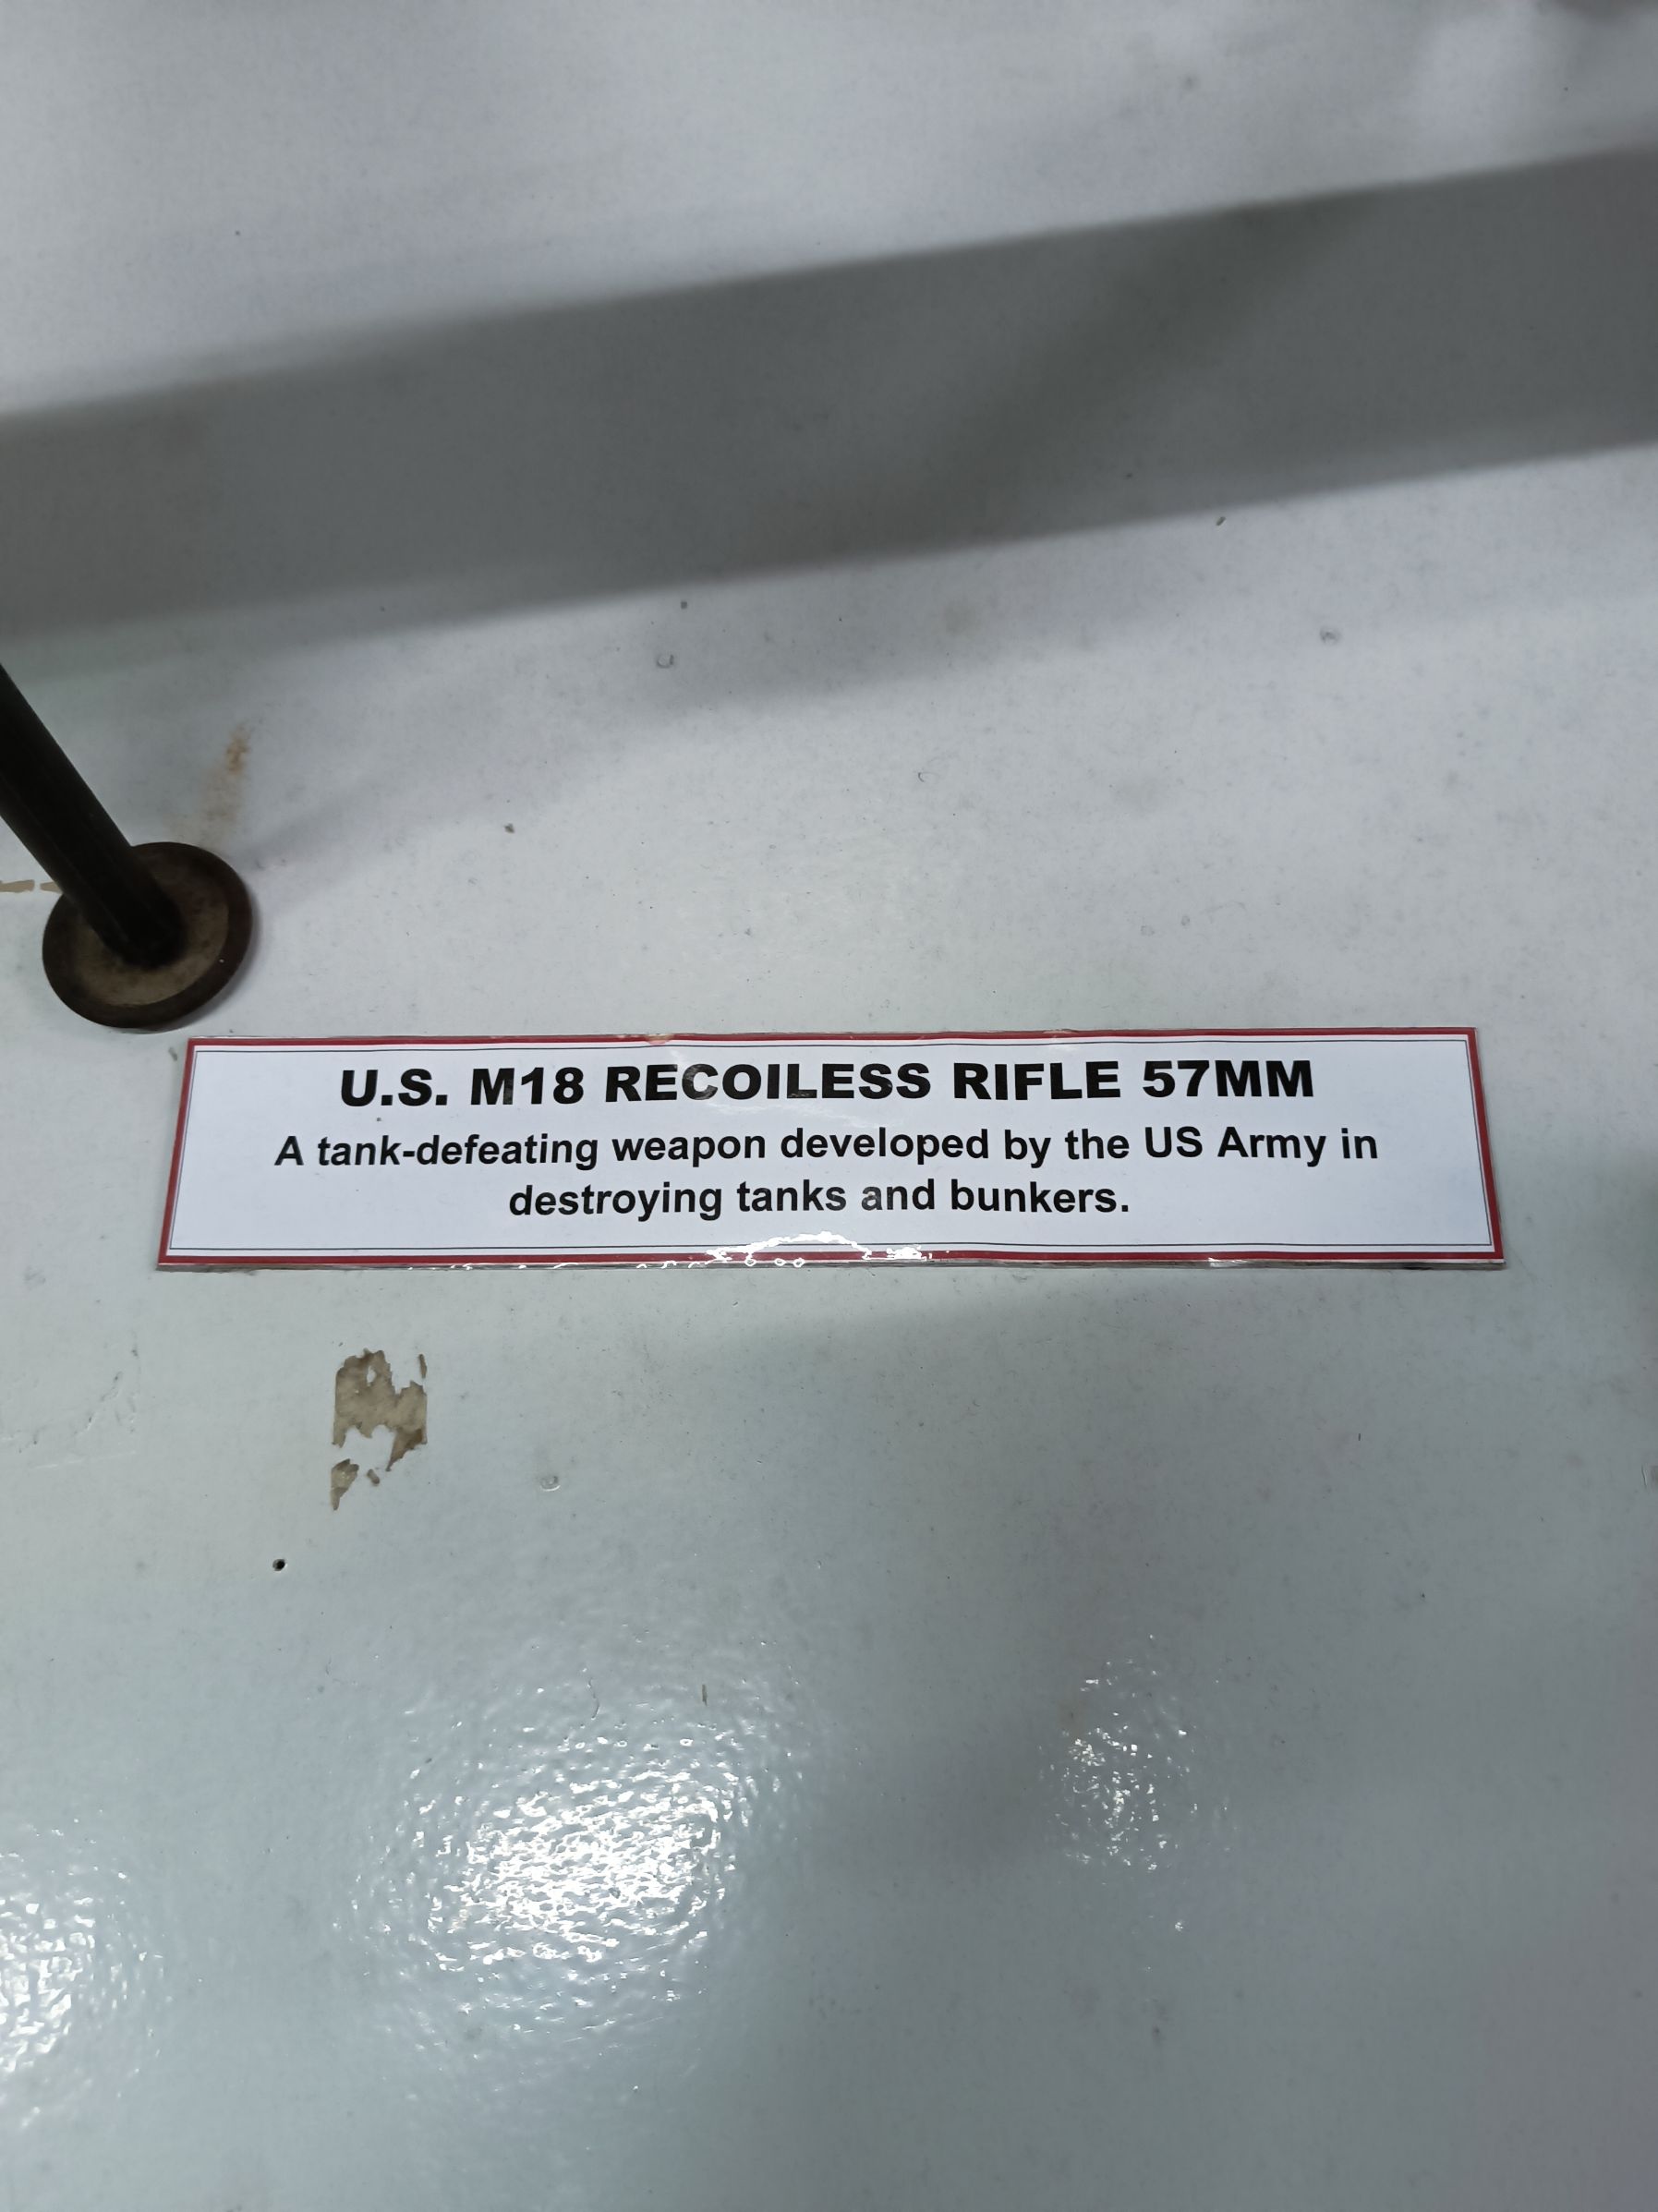 U.S. M18 RECOILESS RIFLE 57MM
A tank-defeating weapon developed by the US Army in
destroying tanks and bunkers.